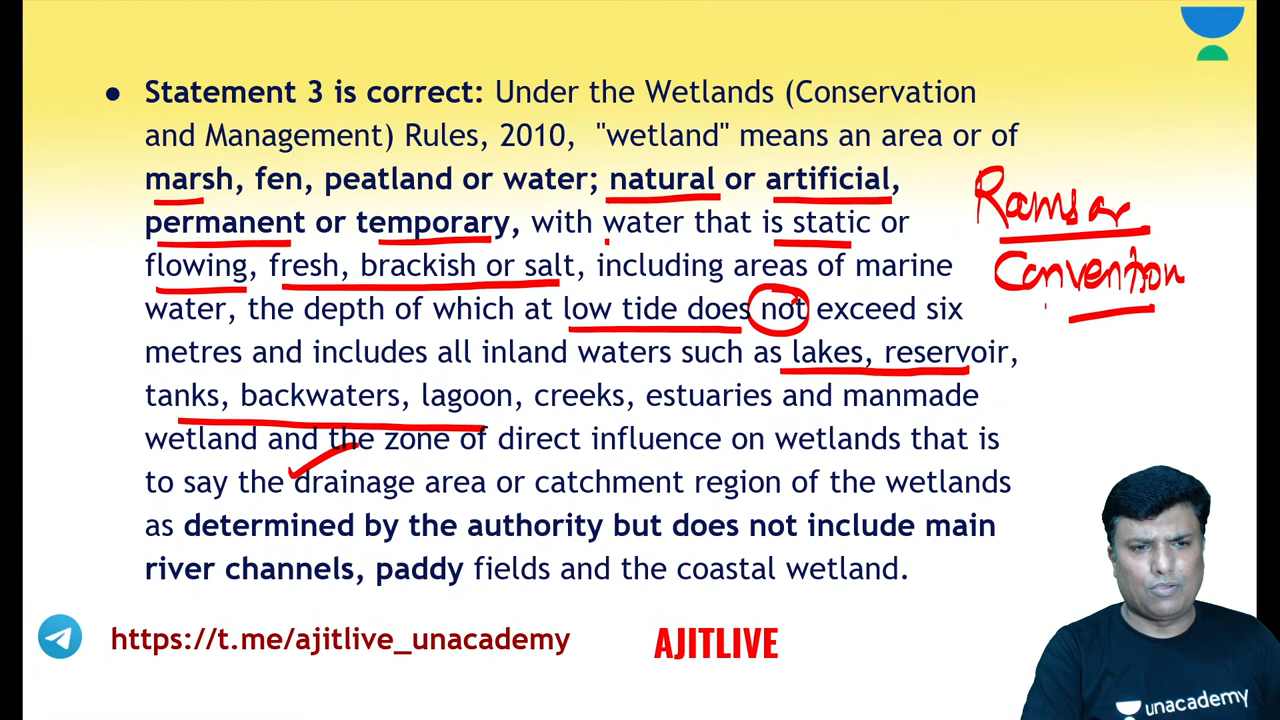 ● Statement 3 is correct: Under the Wetlands (Conservation
and Management) Rules, 2010, "wetland" means an area or of
marsh, fen, peatland or water; natural or artificial,
permanent or temporary, with water that is static or
flowing, fresh, brackish or salt, including areas of marine
water, the depth of which at low tide does not exceed six
metres and includes all inland waters such as lakes, reservoir,
tanks, backwaters, lagoon, creeks, estuaries and manmade
wetland and the zone of direct influence on wetlands that is
to say the drainage area or catchment region of the wetlands
as determined by the authority but does not include main
river channels, paddy fields and the coastal wetland.
Ramsar
Convention
https://t.me/ajitlive_unacademy
AJITLIVE
unacademy